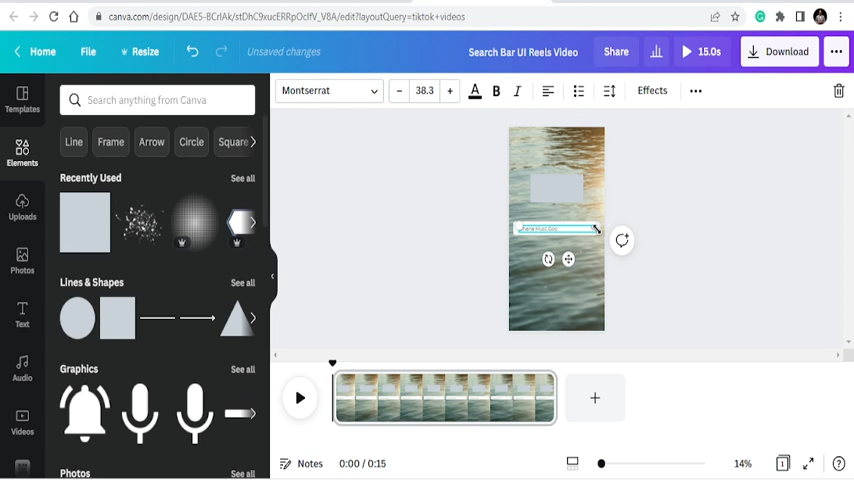 canva.com/design/DAE5-BCrIAk/stDhC9xucERRpOcIfV_V8A/edit?layoutQuery=tiktok+videos
Home
File
Resize
Unsaved changes
Search Bar UI Reels Video
Share
15.0s
Download
Templates
Elements
Uploads
Photos
Text
Audio
Videos
Search anything from Canva
Line
Frame
Arrow
Circle
Square
Recently Used
See all
Lines & Shapes
See all
Graphics
See all
Photos
See all
Montserrat
– 38.3 +
A
B
I
Effects
Notes
0:00 / 0:15
14%
1